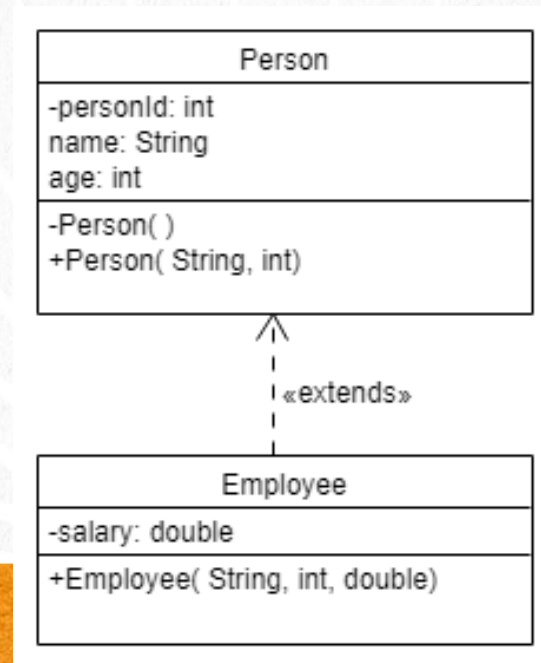 Person
-personId: int
name: String
age: int
-Person( )
+Person( String, int)
«extends»
Employee
-salary: double
+Employee( String, int, double)